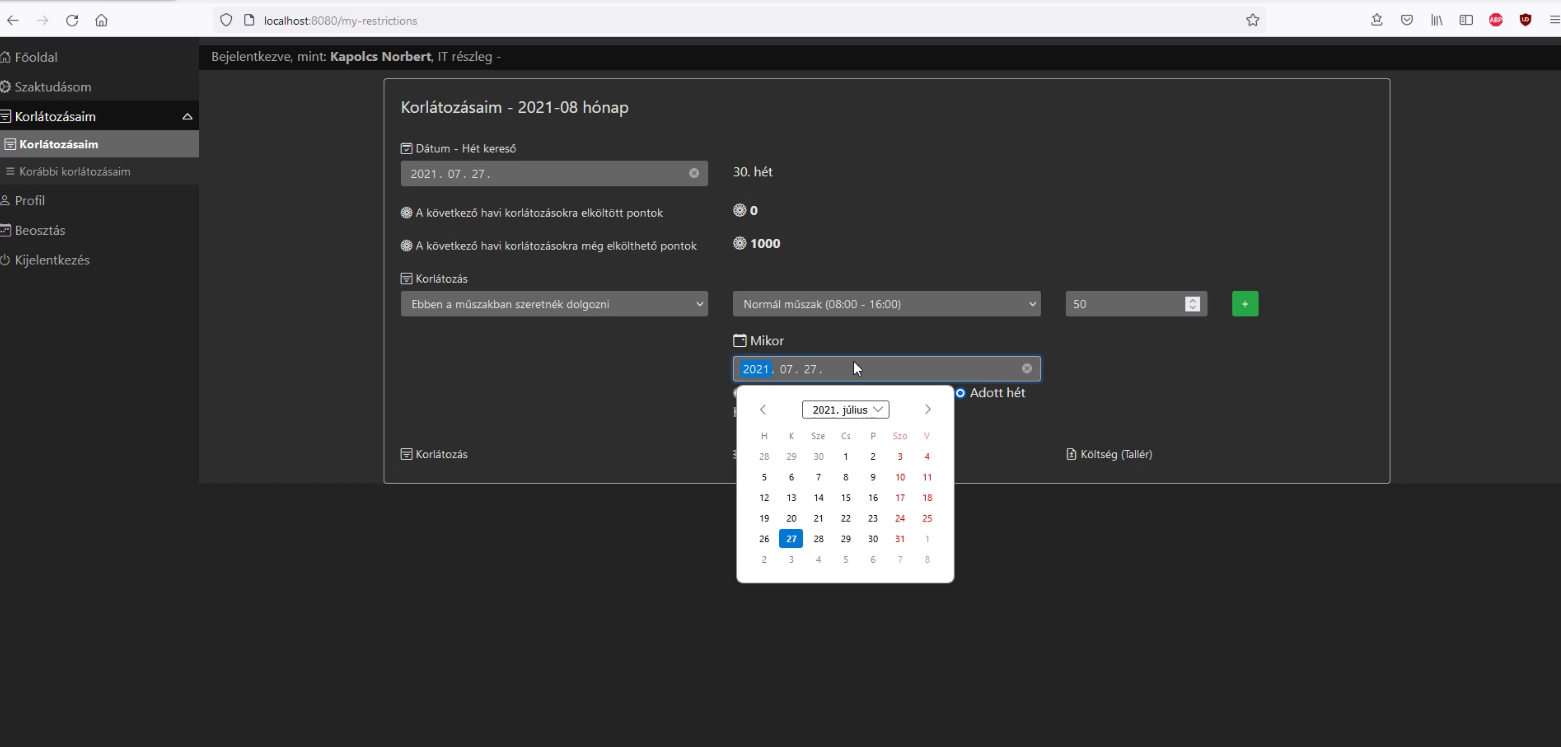 localhost:8080/my-restrictions
ABP
Főoldal
Bejelentkezve, mint: Kapolcs Norbert, IT részleg -
Szaktudásom
Korlátozásaim
Korlátozásaim
Korábbi korlátozásaim
Profil
Beosztás
Kijelentkezés
Korlátozásaim - 2021-08 hónap
Dátum - Hét kereső
2021. 07. 27.
30. hét
A következő havi korlátozásokra elköltött pontok
0
A következő havi korlátozásokra még elkölthető pontok
1000
Korlátozás
Ebben a műszakban szeretnék dolgozni
Normál műszak (08:00 - 16:00)
50
+
Mikor
2021. 07. 27.
Adott hét
2021. július
H K Sze Cs P Szo V
28 29 30 1 2 3 4
5 6 7 8 9 10 11
12 13 14 15 16 17 18
19 20 21 22 23 24 25
26 27 28 29 30 31 1
2 3 4 5 6 7 8
Korlátozás
Költség (Tallér)